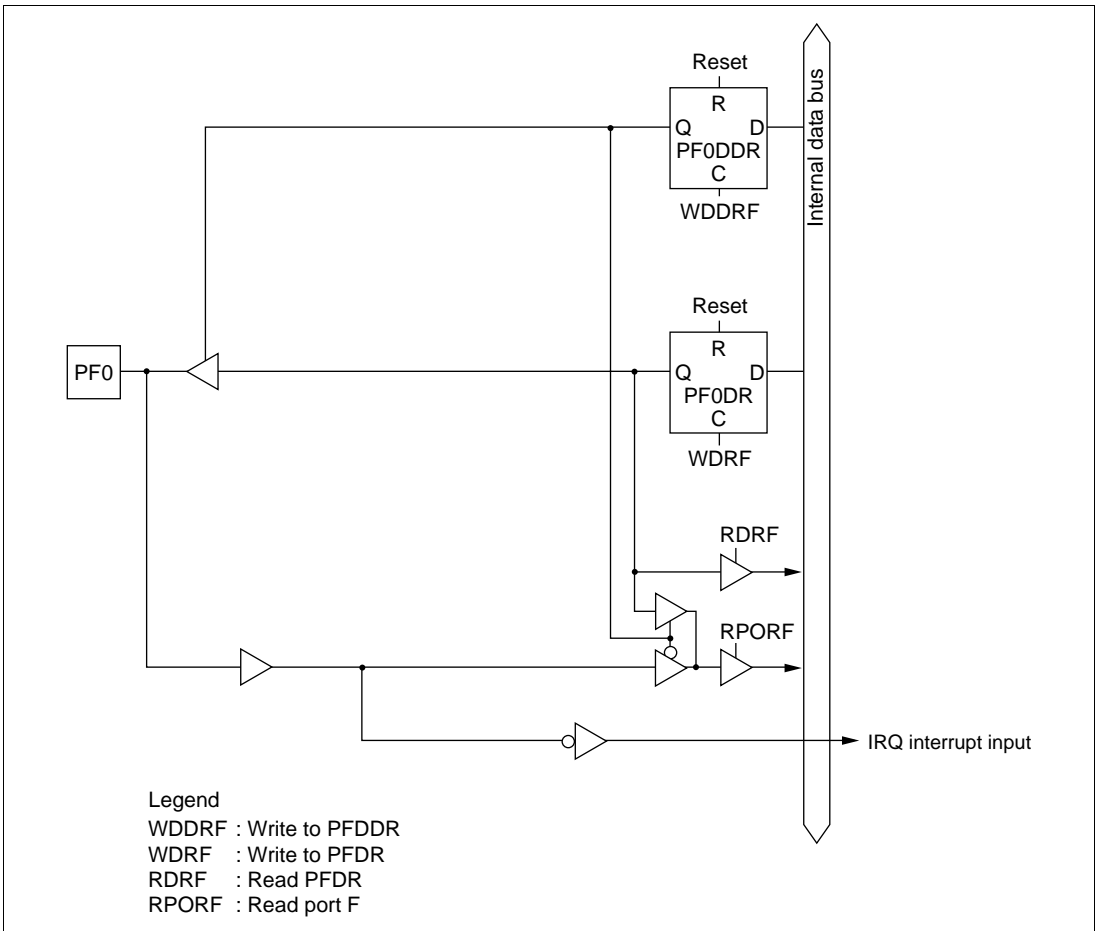 Reset
R
Q D
PF0DDR
C
WDDRF
Internal data bus
Reset
R
PF0
Q D
PF0DR
C
WDRF
RDRF
RPORF
IRQ interrupt input
Legend
WDDRF : Write to PFDDR
WDRF : Write to PFDR
RDRF : Read PFDR
RPORF : Read port F